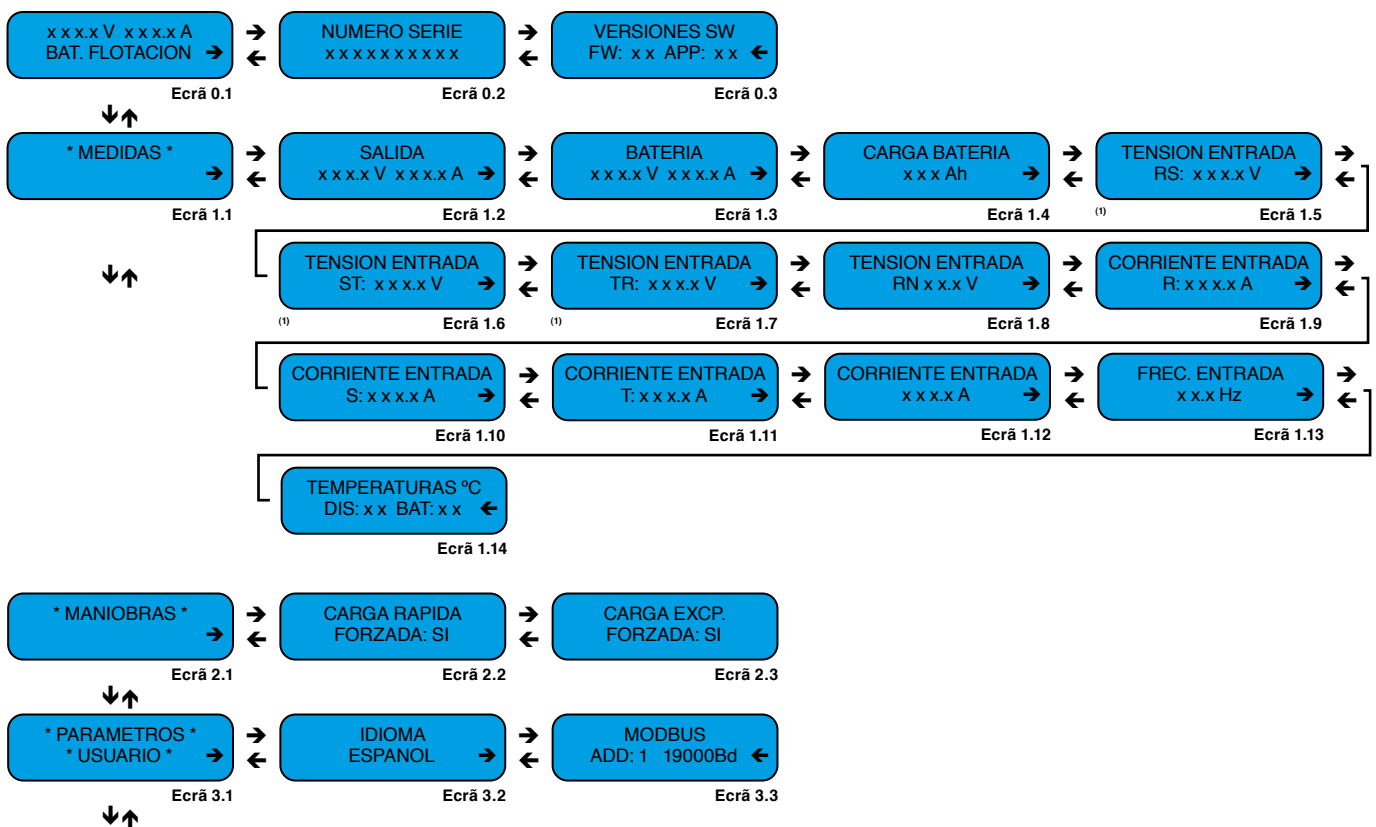 x x x.x V x x x.x A
BAT. FLOTACION ➔
Ecrã 0.1
NUMERO SERIE
x x x x x x x x x x
Ecrã 0.2
VERSIONES SW
FW: x x APP: x x ←
Ecrã 0.3
* MEDIDAS *
➔
Ecrã 1.1
SALIDA
x x x.x V x x x.x A ➔
Ecrã 1.2
BATERIA
x x x.x V x x x.x A ➔
Ecrã 1.3
CARGA BATERIA
x x x Ah ➔
Ecrã 1.4
TENSION ENTRADA
RS: x x x.x V ➔
(1) Ecrã 1.5
TENSION ENTRADA
ST: x x x.x V ➔
(1) Ecrã 1.6
TENSION ENTRADA
TR: x x x.x V ➔
(1) Ecrã 1.7
TENSION ENTRADA
RN x x.x V ➔
Ecrã 1.8
CORRIENTE ENTRADA
R: x x x.x A ➔
Ecrã 1.9
CORRIENTE ENTRADA
S: x x x.x A ➔
Ecrã 1.10
CORRIENTE ENTRADA
T: x x x.x A ➔
Ecrã 1.11
CORRIENTE ENTRADA
x x x.x A ➔
Ecrã 1.12
FREC. ENTRADA
x x.x Hz ➔
Ecrã 1.13
TEMPERATURAS ºC
DIS: x x BAT: x x ←
Ecrã 1.14
* MANIOBRAS *
➔
Ecrã 2.1
CARGA RAPIDA
FORZADA: SI
Ecrã 2.2
CARGA EXCP.
FORZADA: SI
Ecrã 2.3
* PARAMETROS *
* USUARIO * ➔
Ecrã 3.1
IDIOMA
ESPANOL ➔
Ecrã 3.2
MODBUS
ADD: 1 19000Bd ←
Ecrã 3.3